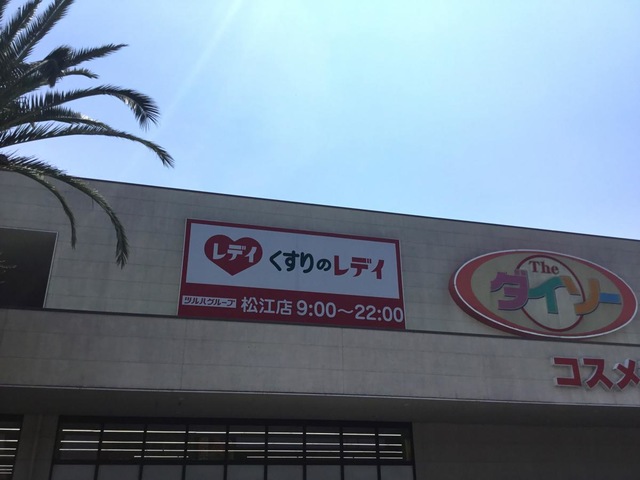 レデイ
くすりのレデイ
ツルハグループ 松江店 9:00～22:00
The
ダイソー
コスメ